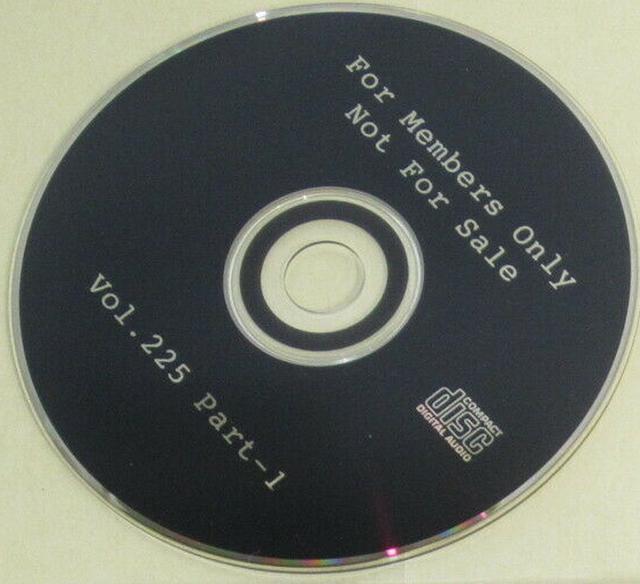 For Members Only
Not For Sale
Vol.225 Part-1
COMPACT
disc
DIGITAL AUDIO